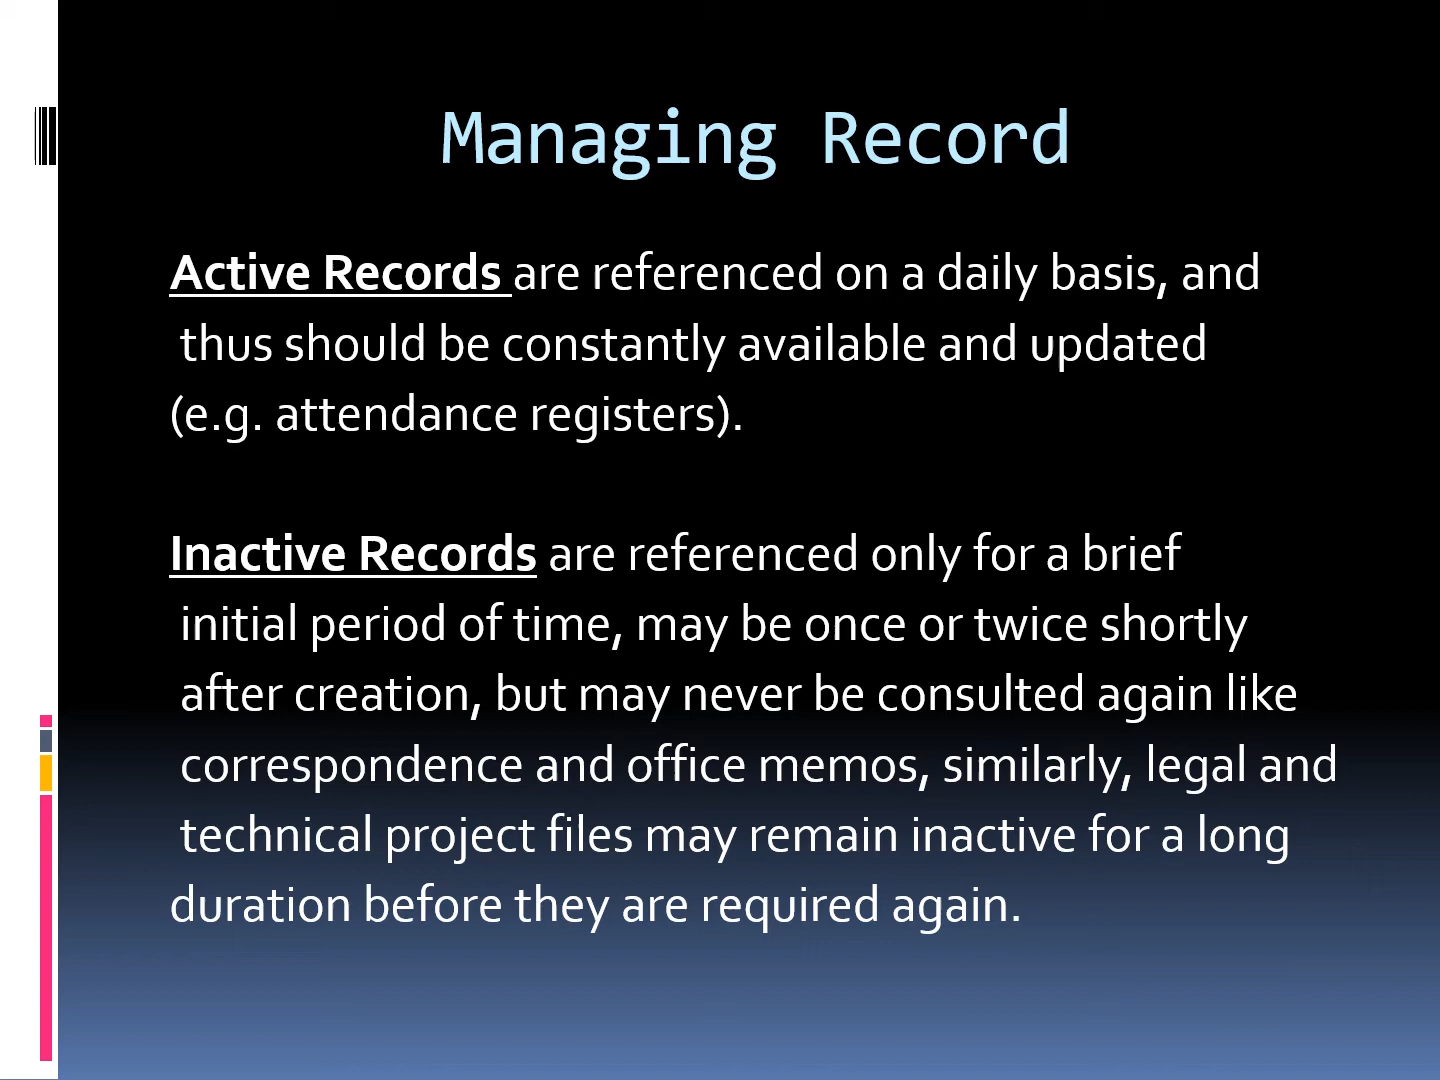 Managing Record
Active Records are referenced on a daily basis, and
thus should be constantly available and updated
(e.g. attendance registers).
Inactive Records are referenced only for a brief
initial period of time, may be once or twice shortly
after creation, but may never be consulted again like
correspondence and office memos, similarly, legal and
technical project files may remain inactive for a long
duration before they are required again.